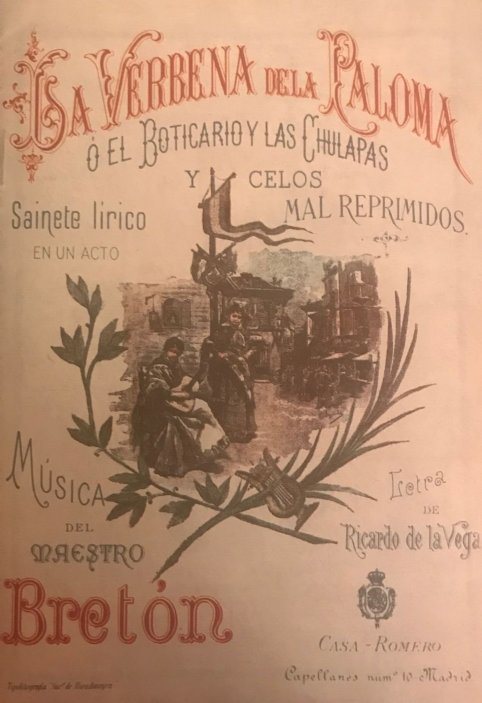 La Verbena de la Paloma
Ó EL BOTICARIO Y LAS CHULAPAS
Y CELOS
MAL REPRIMIDOS.
Sainete lírico
EN UN ACTO
MÚSICA
DEL
MAESTRO
Bretón
Letra
DE
Ricardo de la Vega
CASA-ROMERO
Capellanes num.º 10 Madrid